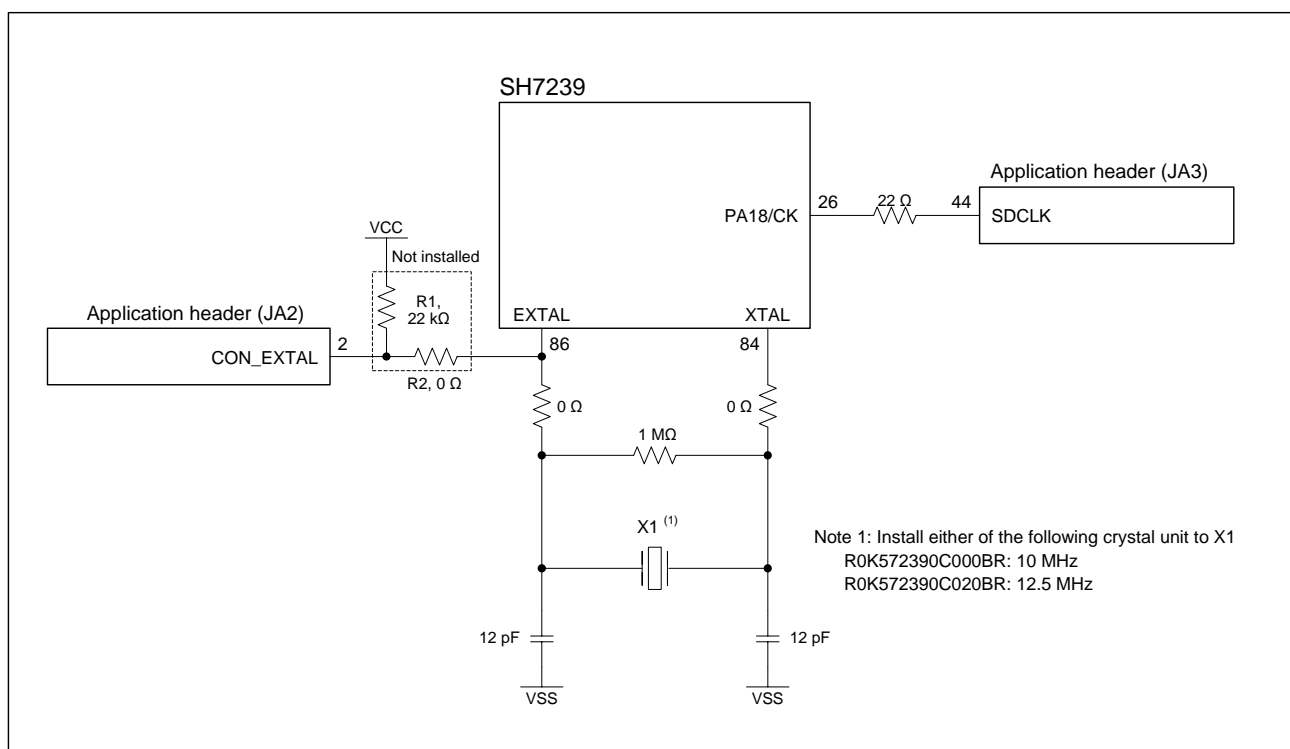 SH7239
Application header (JA3)
26
22 Ω
44
PA18/CK
SDCLK
VCC
Not installed
R1,
22 kΩ
Application header (JA2)
EXTAL
XTAL
CON_EXTAL
2
86
84
R2, 0 Ω
0 Ω
0 Ω
1 MΩ
X1 (1)
Note 1: Install either of the following crystal unit to X1
R0K572390C000BR: 10 MHz
R0K572390C020BR: 12.5 MHz
12 pF
12 pF
VSS
VSS